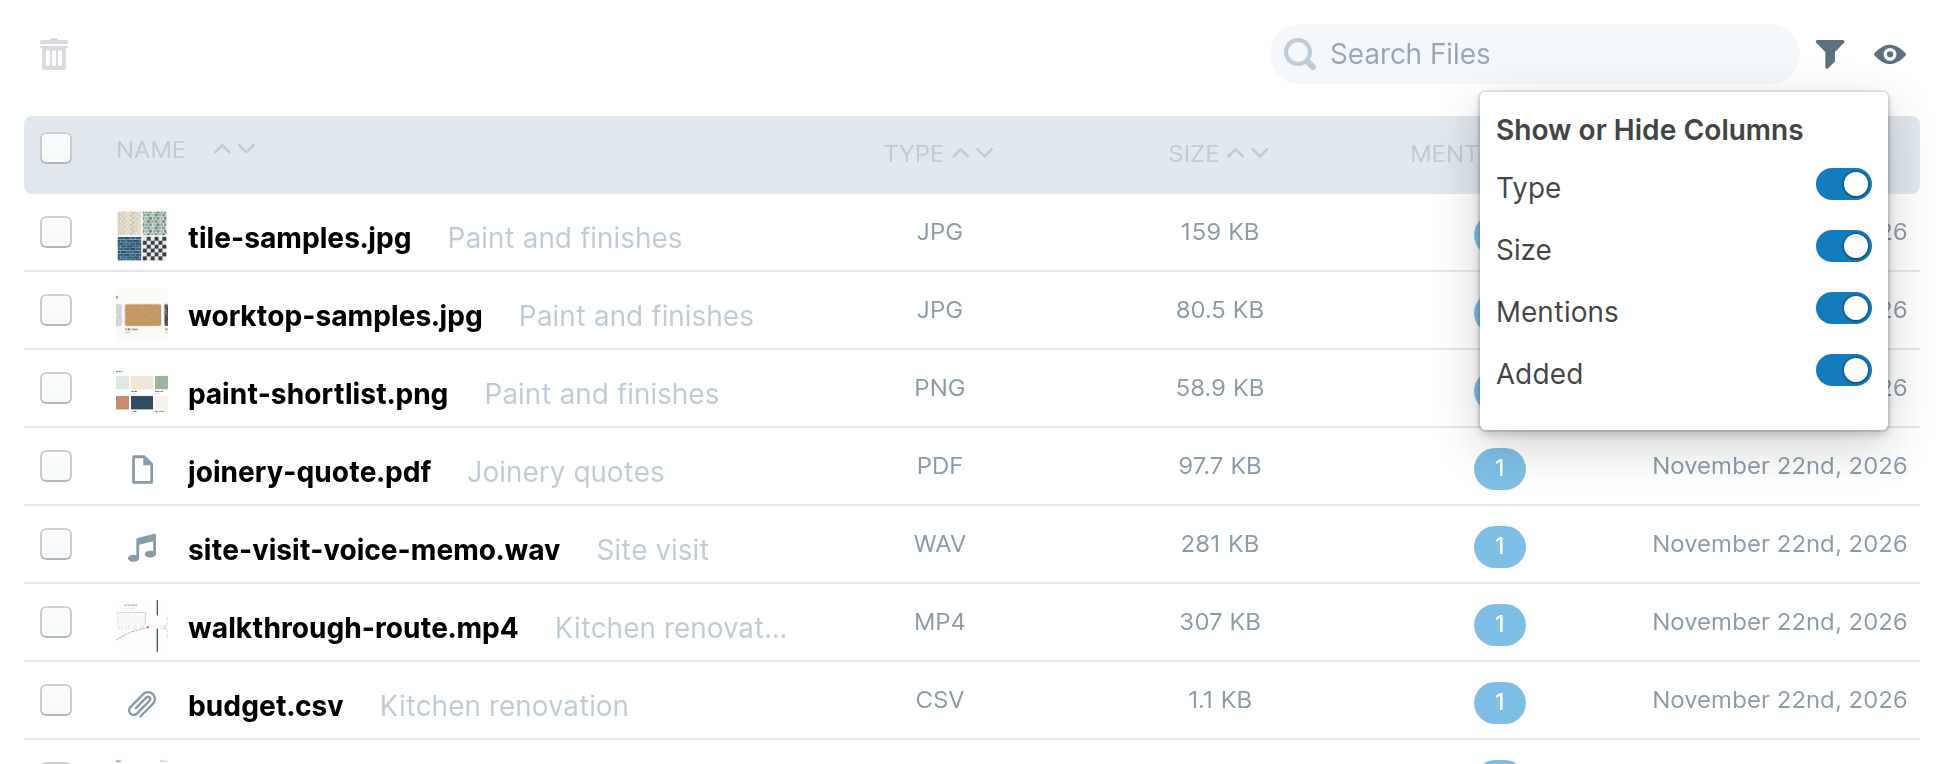 Search Files
Show or Hide Columns
Type
Size
Mentions
Added
NAME TYPE SIZE MENT
tile-samples.jpg Paint and finishes JPG 159 KB 26
worktop-samples.jpg Paint and finishes JPG 80.5 KB 26
paint-shortlist.png Paint and finishes PNG 58.9 KB 26
joinery-quote.pdf Joinery quotes PDF 97.7 KB 1 November 22nd, 2026
site-visit-voice-memo.wav Site visit WAV 281 KB 1 November 22nd, 2026
walkthrough-route.mp4 Kitchen renovat... MP4 307 KB 1 November 22nd, 2026
budget.csv Kitchen renovation CSV 1.1 KB 1 November 22nd, 2026